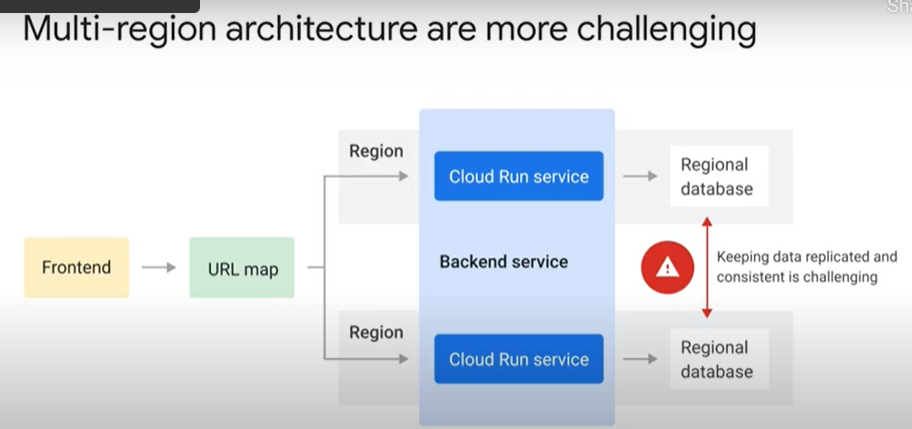 Multi-region architecture are more challenging
Region
Cloud Run service
Regional
database
Frontend
URL map
Backend service
Keeping data replicated and
consistent is challenging
Region
Cloud Run service
Regional
database